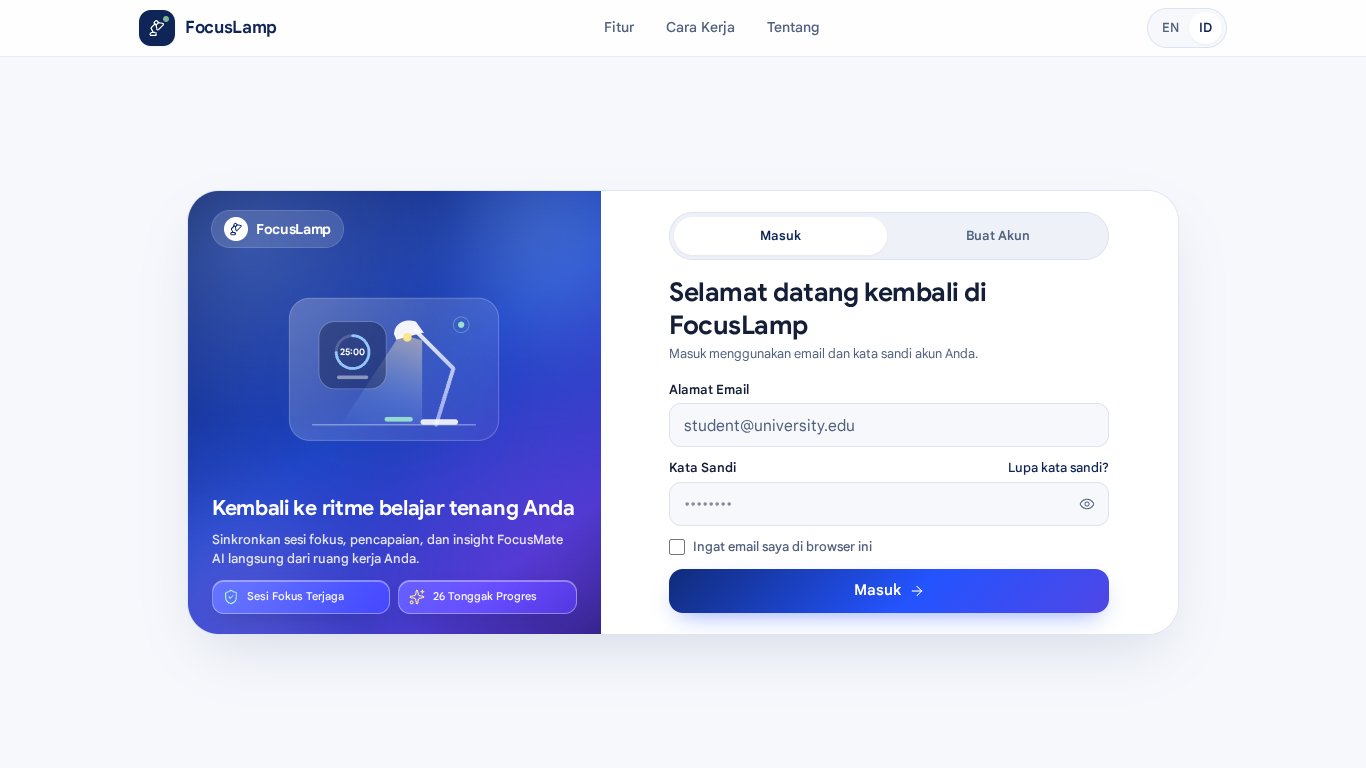 FocusLamp
Fitur
Cara Kerja
Tentang
EN
ID
FocusLamp
25:00
Kembali ke ritme belajar tenang Anda
Sinkronkan sesi fokus, pencapaian, dan insight FocusMate
AI langsung dari ruang kerja Anda.
Sesi Fokus Terjaga
26 Tonggak Progres
Masuk
Buat Akun
Selamat datang kembali di
FocusLamp
Masuk menggunakan email dan kata sandi akun Anda.
Alamat Email
student@university.edu
Kata Sandi
Lupa kata sandi?
••••••••
Ingat email saya di browser ini
Masuk →